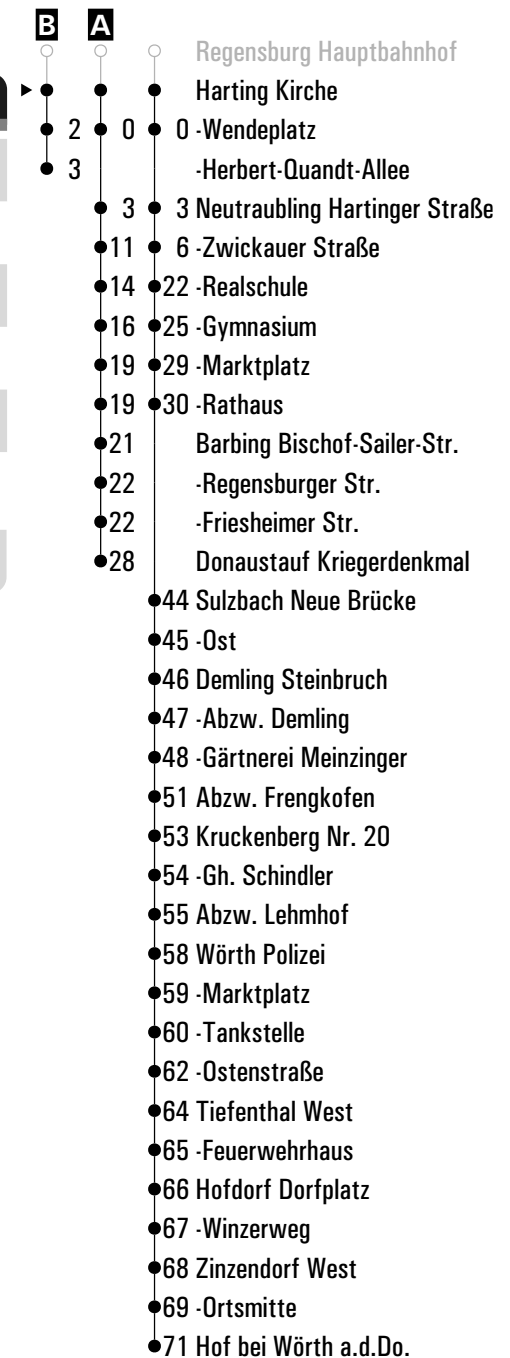 B A
Regensburg Hauptbahnhof
Harting Kirche
2 0 0 -Wendeplatz
3 -Herbert-Quandt-Allee
3 3 Neutraubling Hartinger Straße
11 6 -Zwickauer Straße
14 22 -Realschule
16 25 -Gymnasium
19 29 -Marktplatz
19 30 -Rathaus
21 Barbing Bischof-Sailer-Str.
22 -Regensburger Str.
22 -Friesheimer Str.
28 Donaustauf Kriegerdenkmal
44 Sulzbach Neue Brücke
45 -Ost
46 Demling Steinbruch
47 -Abzw. Demling
48 -Gärtnerei Meinzinger
51 Abzw. Frengkofen
53 Kruckenberg Nr. 20
54 -Gh. Schindler
55 Abzw. Lehmhof
58 Wörth Polizei
59 -Marktplatz
60 -Tankstelle
62 -Ostenstraße
64 Tiefenthal West
65 -Feuerwehrhaus
66 Hofdorf Dorfplatz
67 -Winzerweg
68 Zinzendorf West
69 -Ortsmitte
71 Hof bei Wörth a.d.Do.